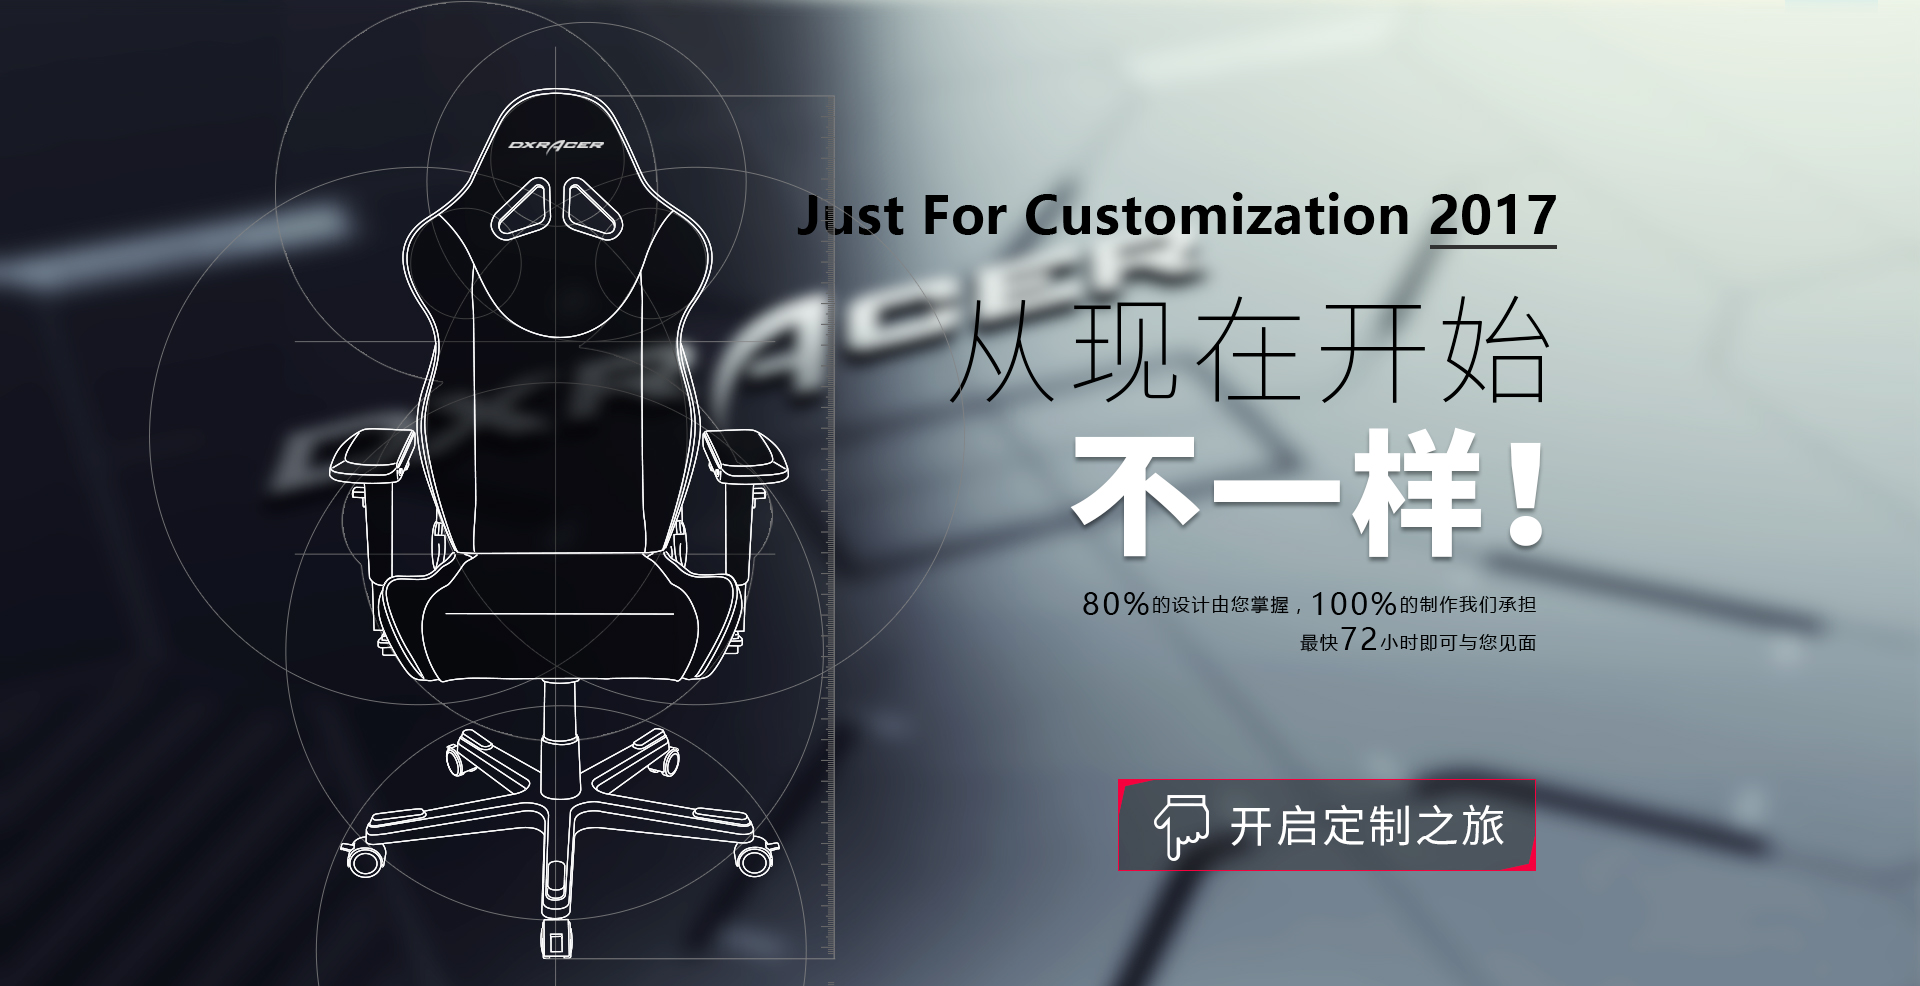 DXRACER
Just For Customization 2017
DXRACER
从现在开始
不一样!
80%的设计由您掌握，100%的制作我们承担
最快72小时即可与您见面
开启定制之旅